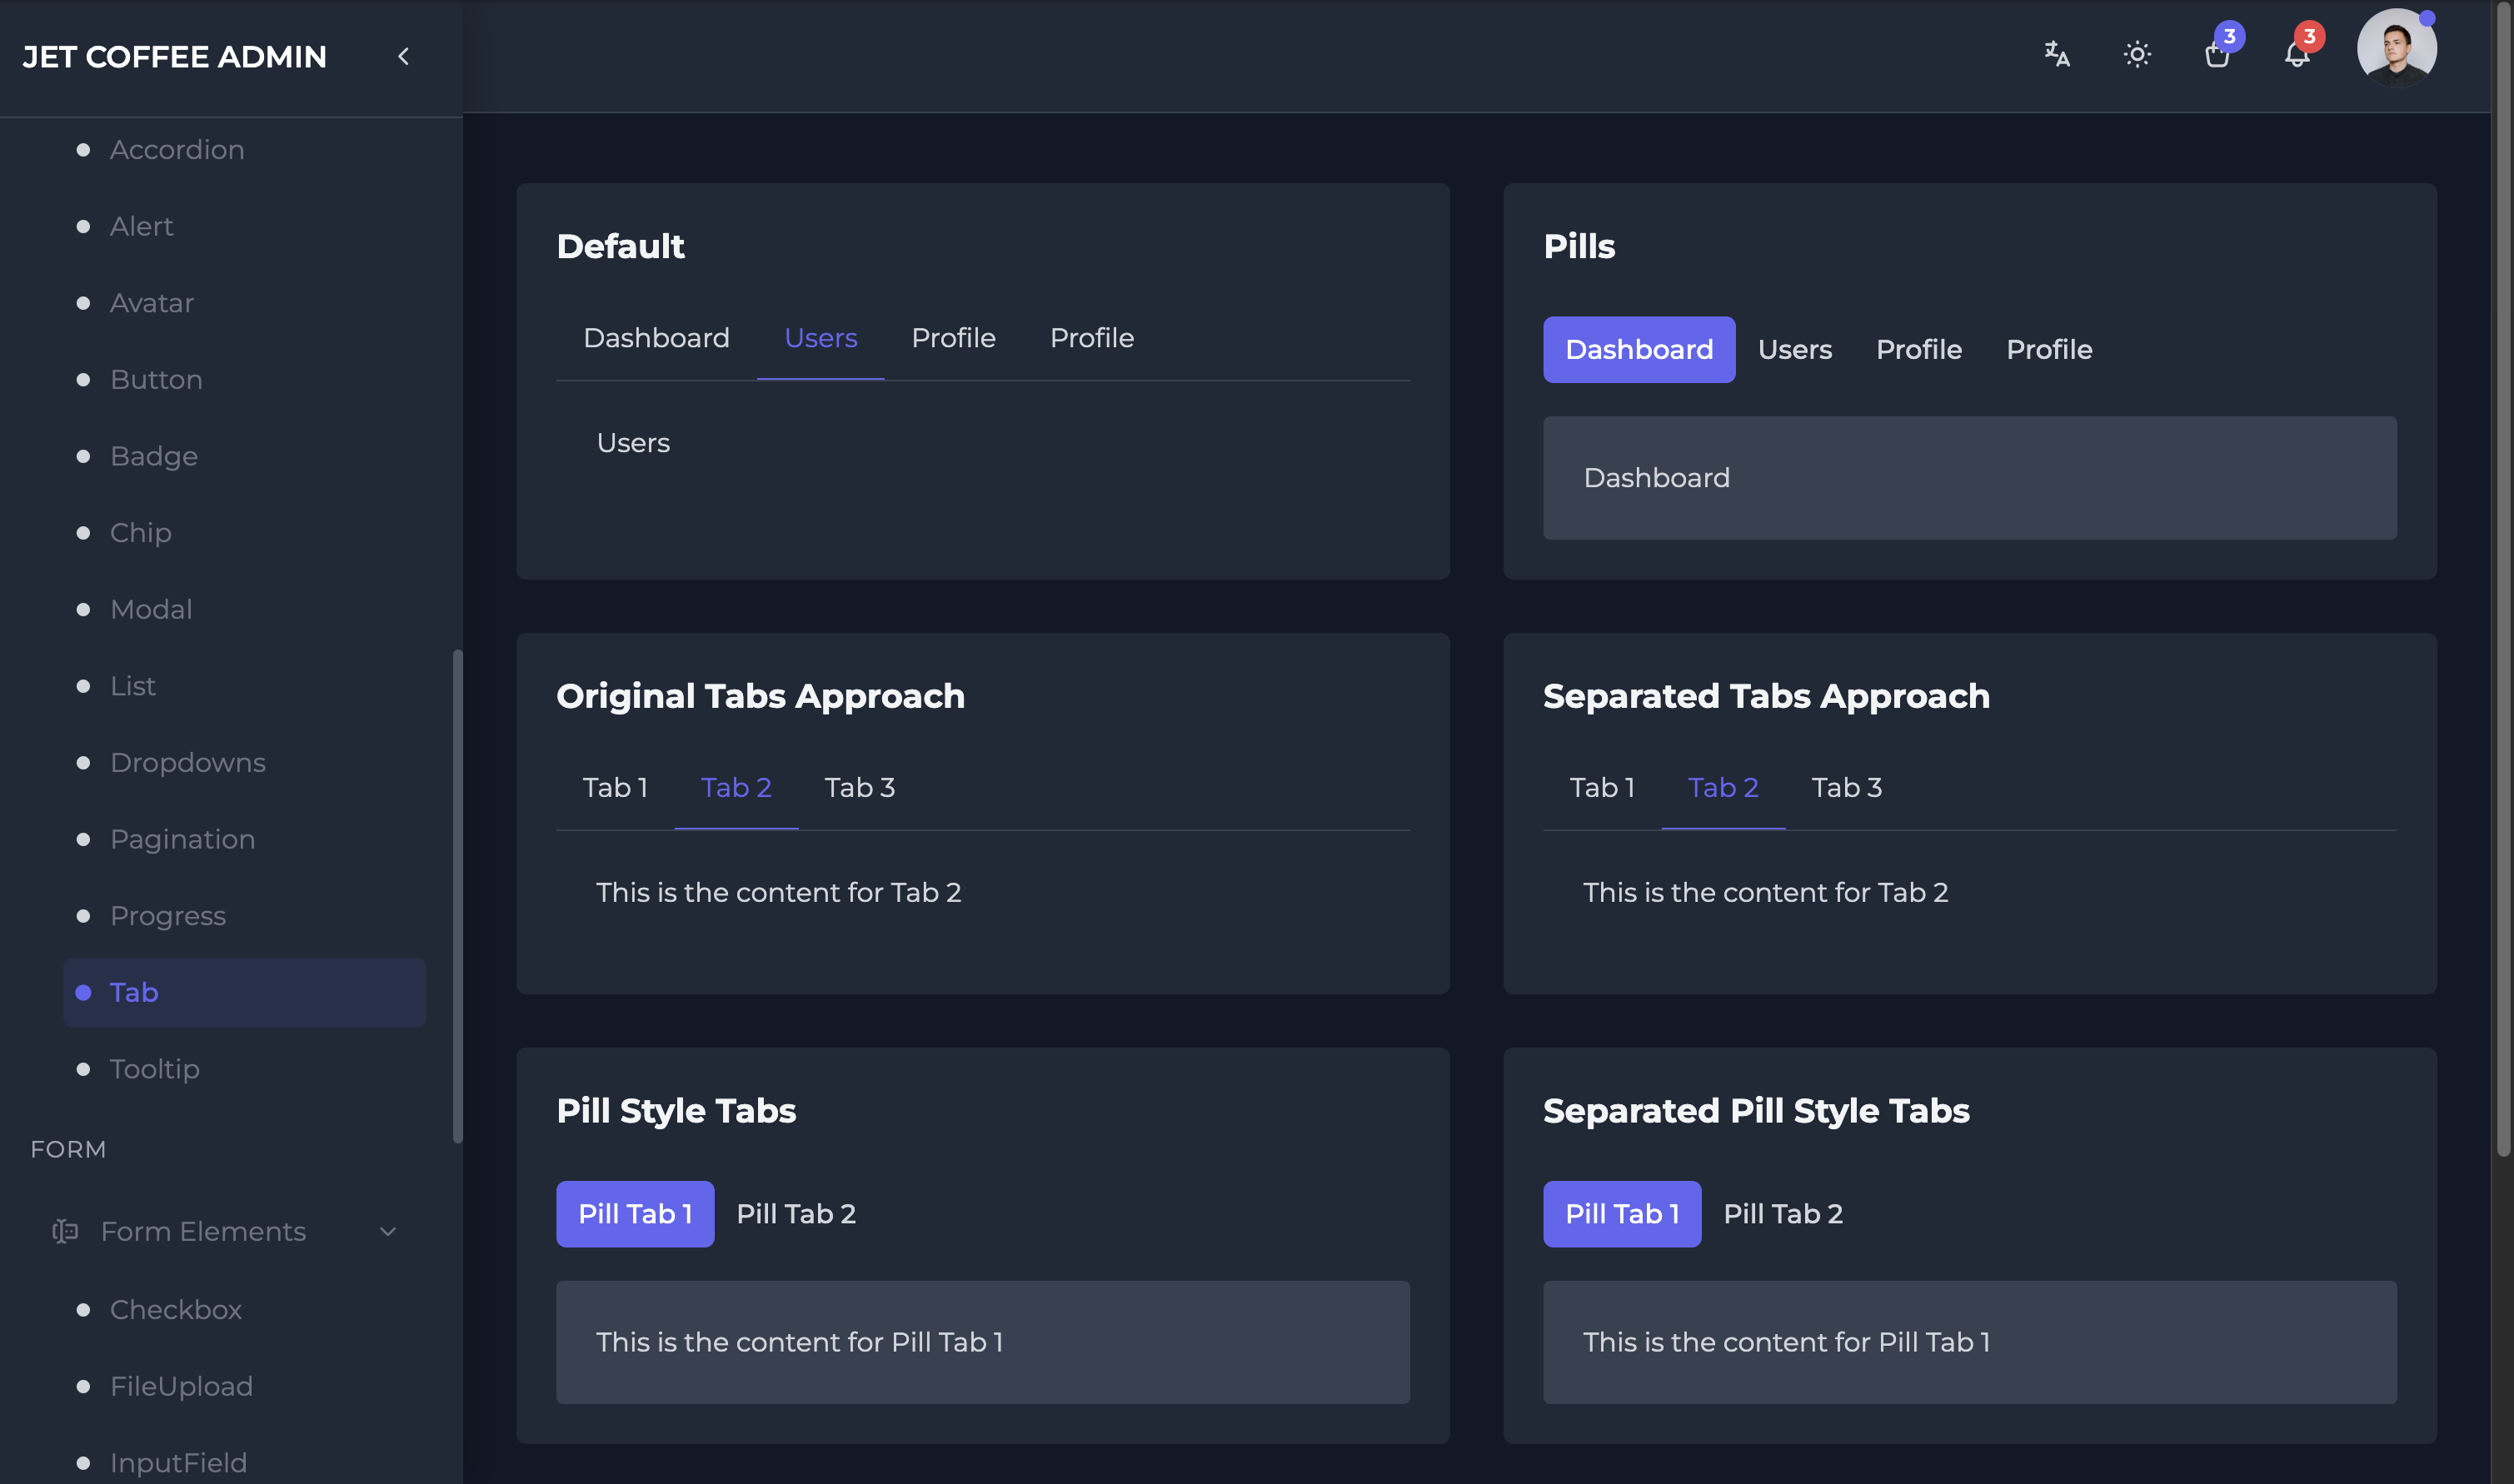 JET COFFEE ADMIN
3
3
Accordion
Alert
Avatar
Button
Badge
Chip
Modal
List
Dropdowns
Pagination
Progress
Tab
Tooltip
FORM
Form Elements
Checkbox
FileUpload
InputField
Default
Dashboard Users Profile Profile
Users
Pills
Dashboard Users Profile Profile
Dashboard
Original Tabs Approach
Tab 1 Tab 2 Tab 3
This is the content for Tab 2
Separated Tabs Approach
Tab 1 Tab 2 Tab 3
This is the content for Tab 2
Pill Style Tabs
Pill Tab 1 Pill Tab 2
This is the content for Pill Tab 1
Separated Pill Style Tabs
Pill Tab 1 Pill Tab 2
This is the content for Pill Tab 1